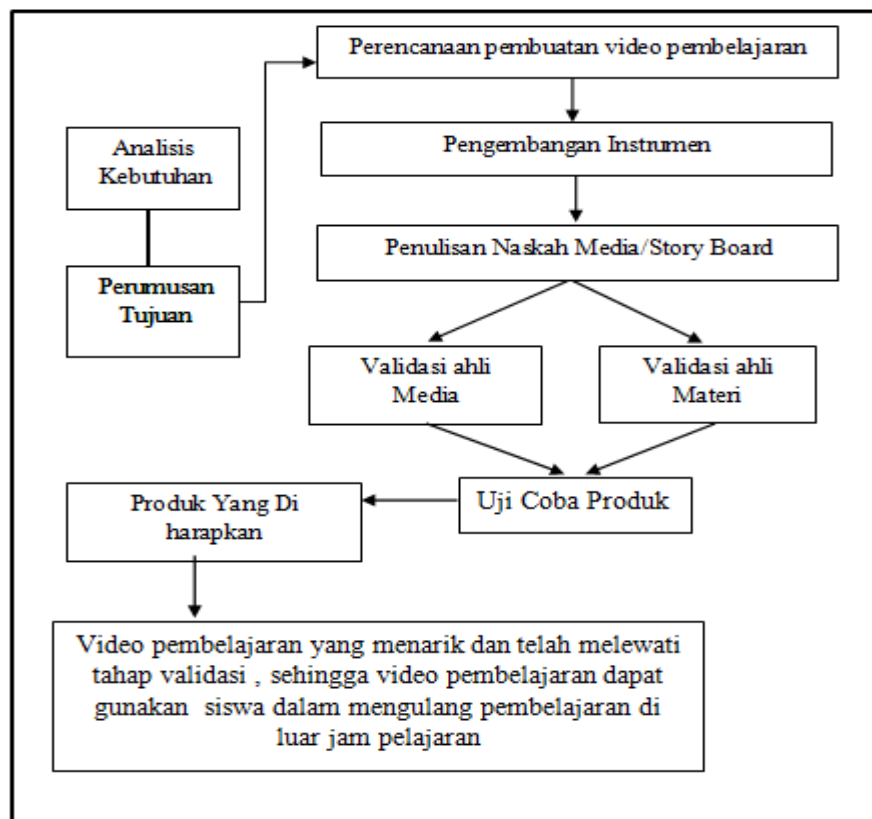 Perencanaan pembuatan video pembelajaran
Analisis
Kebutuhan
Pengembangan Instrumen
Penulisan Naskah Media/Story Board
Perumusan
Tujuan
Validasi ahli
Media
Validasi ahli
Materi
Uji Coba Produk
Produk Yang Di
harapkan
Video pembelajaran yang menarik dan telah melewati
tahap validasi , sehingga video pembelajaran dapat
gunakan siswa dalam mengulang pembelajaran di
luar jam pelajaran